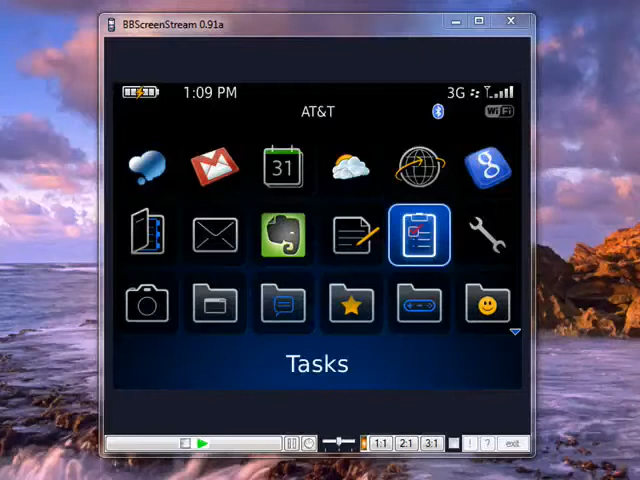 BBScreenStream 0.91a
1:09 PM
3G
AT&T
WiFi
M
31
g
Tasks
1:1
2:1
3:1
!
?
exit